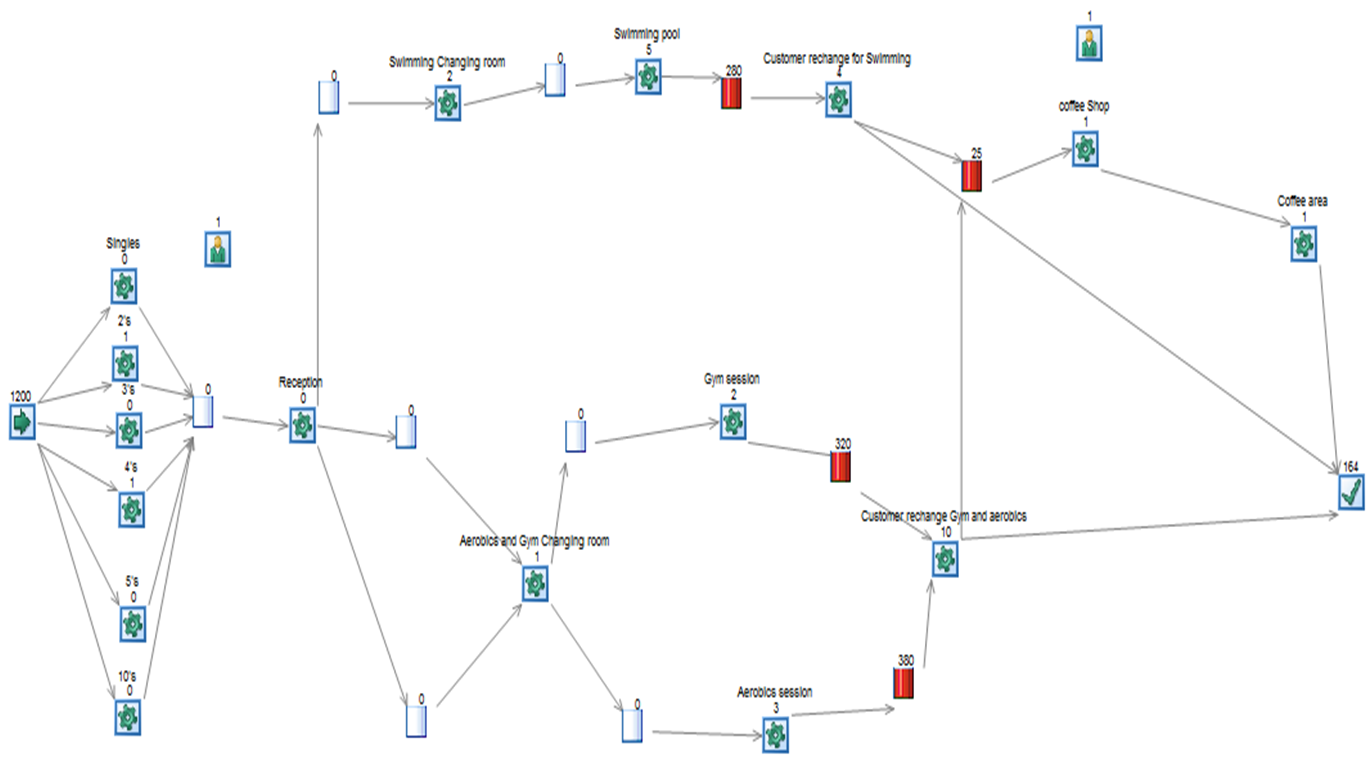 1
Swimming pool
5
Swimming Changing room
2
0
0
280
Customer rechange for Swimming
4
coffee Shop
1
25
Coffee area
1
1
Singles
0
2's
1
3's
0
1200
0
Reception
0
0
4's
1
5's
0
10's
0
0
Gym session
2
320
Aerobics and Gym Changing room
1
Customer rechange Gym and aerobics
10
164
0
0
Aerobics session
3
380